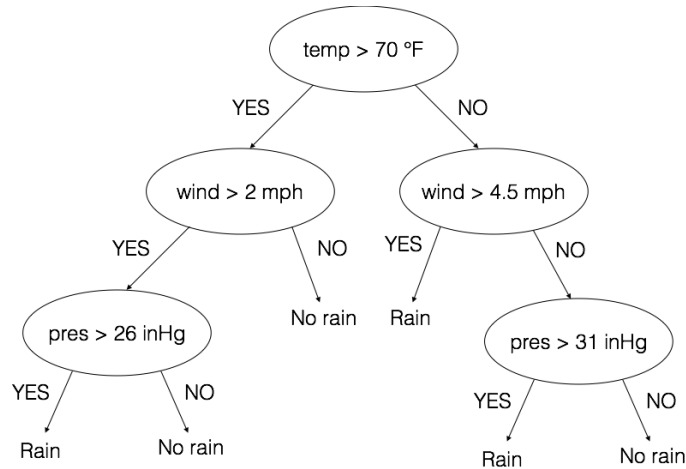 temp > 70 ºF
YES
NO
wind > 2 mph
wind > 4.5 mph
YES
NO
YES
NO
No rain
Rain
pres > 26 inHg
pres > 31 inHg
YES
NO
YES
NO
Rain
No rain
Rain
No rain